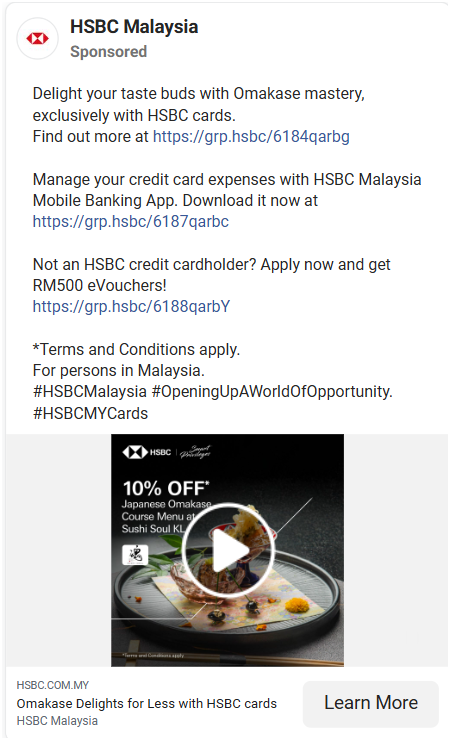 HSBC Malaysia
Sponsored
Delight your taste buds with Omakase mastery,
exclusively with HSBC cards.
Find out more at https://grp.hsbc/6184qarbg
Manage your credit card expenses with HSBC Malaysia
Mobile Banking App. Download it now at
https://grp.hsbc/6187qarbc
Not an HSBC credit cardholder? Apply now and get
RM500 eVouchers!
https://grp.hsbc/6188qarbY
*Terms and Conditions apply.
For persons in Malaysia.
#HSBCMalaysia #OpeningUpAWorldOfOpportunity.
#HSBCMYCards
HSBC | Smart Privileges
10% OFF*
Japanese Omakase
Course Menu at
Sushi Soul KL
*Terms and Conditions apply
HSBC.COM.MY
Omakase Delights for Less with HSBC cards
HSBC Malaysia
Learn More